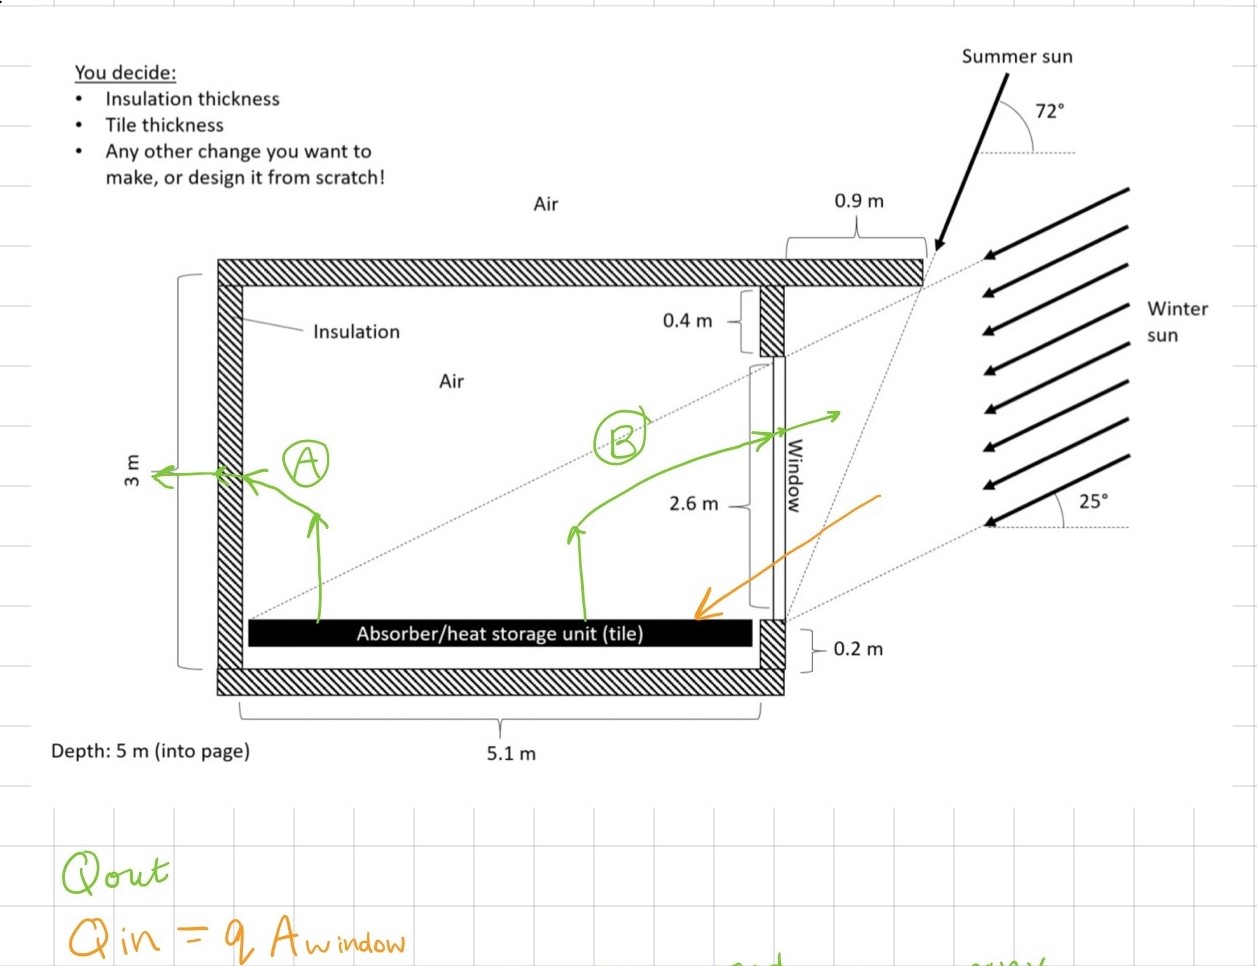 You decide:
• Insulation thickness
• Tile thickness
• Any other change you want to
make, or design it from scratch!
Summer sun
72°
Air
0.9 m
Insulation
0.4 m
Winter
sun
Air
A
B
3 m
Window
2.6 m
25°
Absorber/heat storage unit (tile)
0.2 m
Depth: 5 m (into page)
5.1 m
Qout
Qin = q Awindow